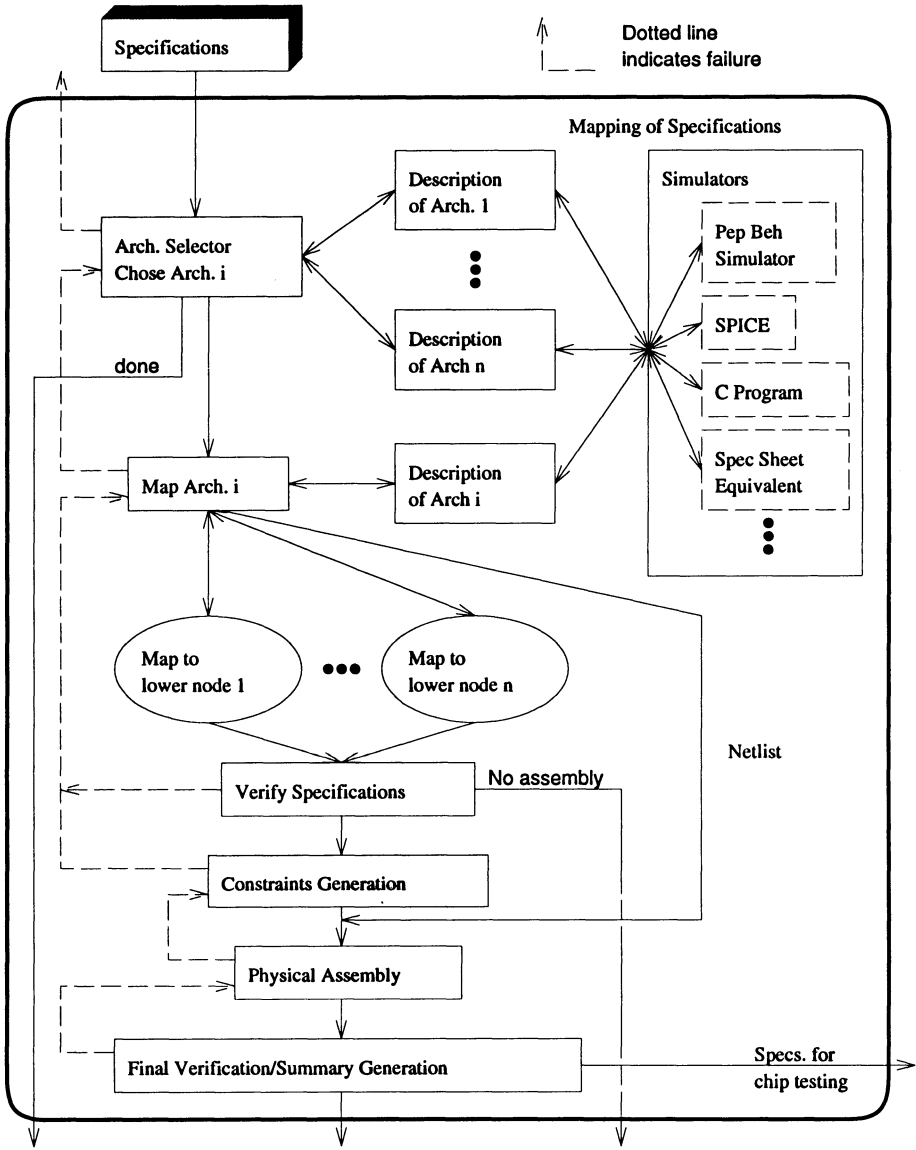 Specifications
Dotted line
indicates failure
Mapping of Specifications
Simulators
Description
of Arch. 1
Pep Beh
Simulator
Arch. Selector
Chose Arch. i
SPICE
Description
of Arch n
done
C Program
Map Arch. i
Description
of Arch i
Spec Sheet
Equivalent
Map to
lower node 1
Map to
lower node n
Netlist
Verify Specifications
No assembly
Constraints Generation
Physical Assembly
Final Verification/Summary Generation
Specs. for
chip testing